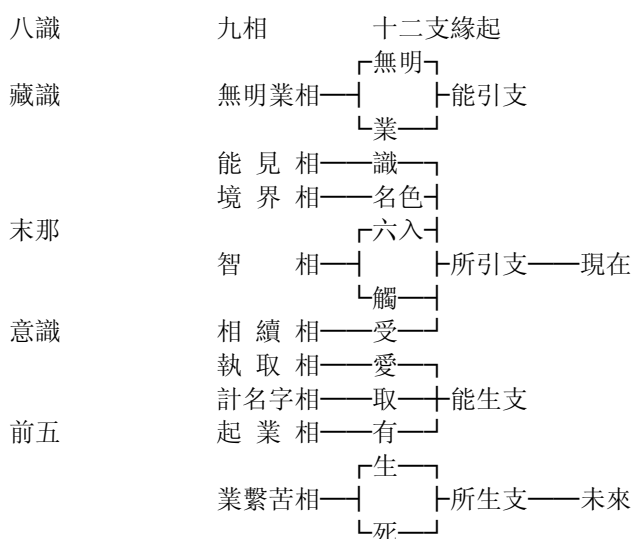 八識 九相 十二支緣起
無明
藏識 無明業相 能引支
業
能見相 識
境界相 名色
末那 六入
智相 所引支 現在
觸
意識 相續相 受
執取相 愛
計名字相 取 能生支
前五 起業相 有
生
業繫苦相 所生支 未來
死